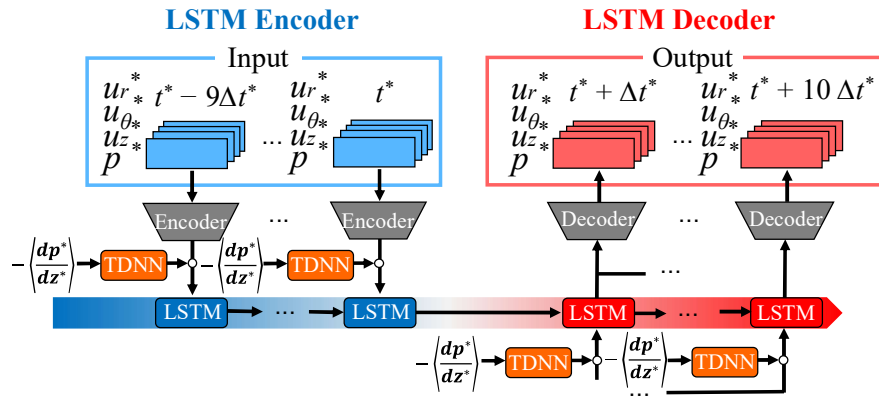 LSTM Encoder LSTM Decoder
Input Output
u_r^* t^* − 9Δt^* u_r^* t^* u_r^* t^* + Δt^* u_r^* t^* + 10 Δt^*
u_θ^* u_θ^* u_θ^* u_θ^*
u_z^* ... u_z^* u_z^* ... u_z^*
p^* p^* p^* p^*
Encoder ... Encoder Decoder ... Decoder
−⟨dp^*/dz^*⟩ TDNN −⟨dp^*/dz^*⟩ TDNN ...
LSTM ... LSTM LSTM ... LSTM
−⟨dp^*/dz^*⟩ TDNN −⟨dp^*/dz^*⟩ TDNN
...